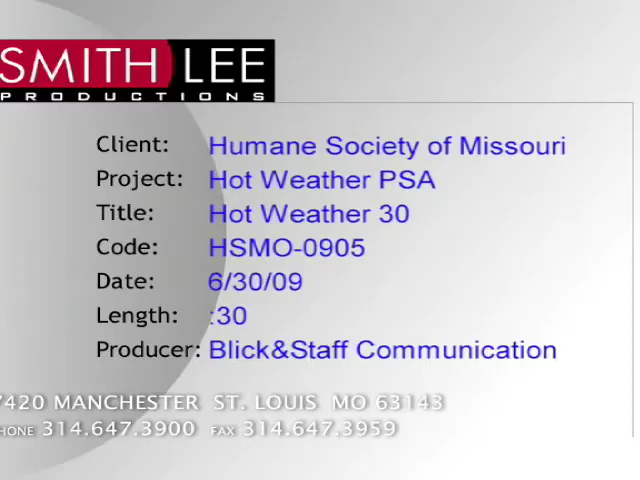 SMITH LEE
PRODUCTIONS
Client: Humane Society of Missouri
Project: Hot Weather PSA
Title: Hot Weather 30
Code: HSMO-0905
Date: 6/30/09
Length: :30
Producer: Blick&Staff Communication
7420 MANCHESTER ST. LOUIS MO 63143
HONE 314.647.3900 FAX 314.647.3959